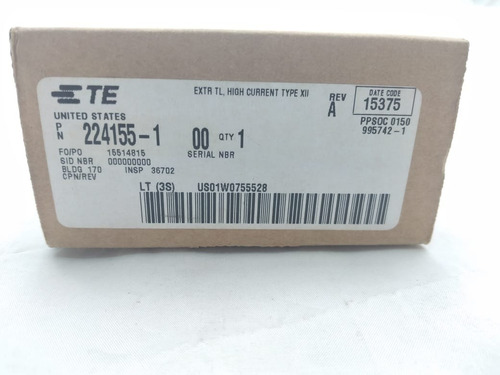 TE
EXTR TL, HIGH CURRENT TYPE XII
REV A
DATE CODE
15375
UNITED STATES
PN 224155-1
00 QTY 1
SERIAL NBR
PPSOC 0150
995742-1
FO/PO 15514815
SID NBR 000000000
BLDG 170 INSP 36702
CPN/REV
LT (3S) US01W0755528